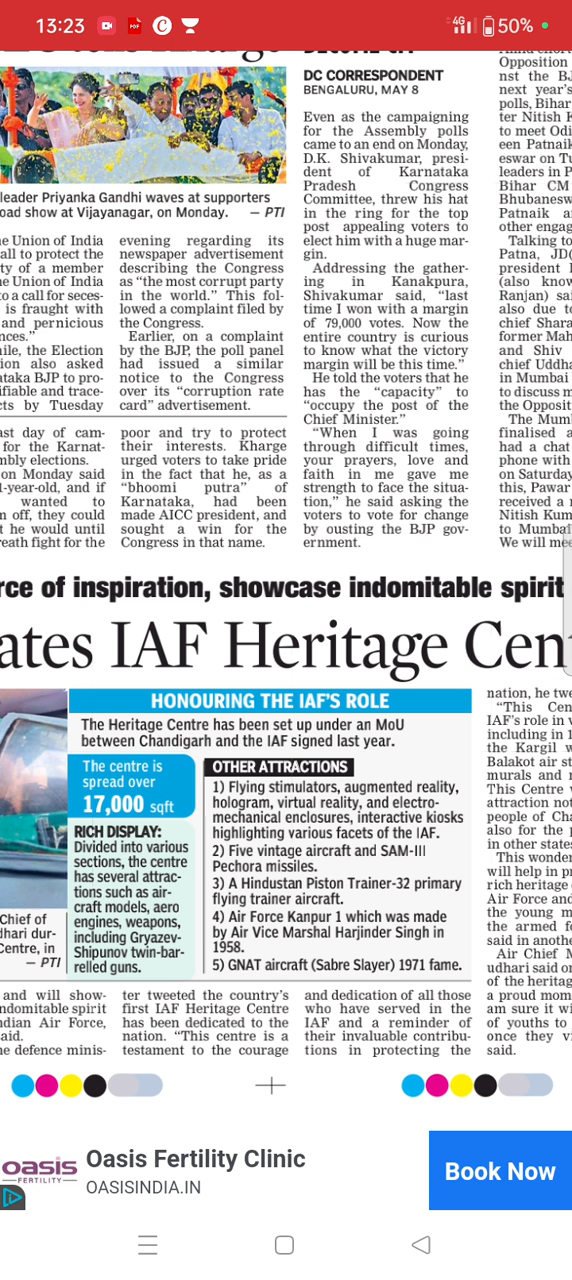 13:23
PDF
4G
50%
DC CORRESPONDENT
BENGALURU, MAY 8
Even as the campaigning
for the Assembly polls
came to an end on Monday,
D.K. Shivakumar, presi-
dent of Karnataka
Pradesh Congress
Committee, threw his hat
in the ring for the top
post appealing voters to
elect him with a huge mar-
gin.
Addressing the gather-
ing in Kanakpura,
Shivakumar said, “last
time I won with a margin
of 79,000 votes. Now the
entire country is curious
to know what the victory
margin will be this time.”
He told the voters that he
has the “capacity” to
“occupy the post of the
Chief Minister.”
“When I was going
through difficult times,
your prayers, love and
faith in me gave me
strength to face the situa-
tion,” he said asking the
voters to vote for change
by ousting the BJP gov-
ernment.
leader Priyanka Gandhi waves at supporters
oad show at Vijayanagar, on Monday. — PTI
e Union of India
all to protect the
ty of a member
e Union of India
to a call for seces-
is fraught with
and pernicious
nces.”
ile, the Election
ion also asked
ataka BJP to pro-
ifiable and trace-
cts by Tuesday
evening regarding its
newspaper advertisement
describing the Congress
as “the most corrupt party
in the world.” This fol-
lowed a complaint filed by
the Congress.
Earlier, on a complaint
by the BJP, the poll panel
had issued a similar
notice to the Congress
over its “corruption rate
card” advertisement.
ast day of cam-
for the Karnat-
mbly elections.
on Monday said
1-year-old, and if
wanted to
m off, they could
t he would until
reath fight for the
poor and try to protect
their interests. Kharge
urged voters to take pride
in the fact that he, as a
“bhoomi putra” of
Karnataka, had been
made AICC president, and
sought a win for the
Congress in that name.
Opposition
nst the BJ
next year's
polls, Bihar
ter Nitish K
to meet Odi
een Patnaik
eswar on Tu
leaders in P
Bihar CM
Bhubanesw
Patnaik a
other engag
Talking to
Patna, JD(
president
(also know
Ranjan) sai
also due to
chief Shara
former Mah
and Shiv
chief Uddha
in Mumbai
to discuss m
the Opposit
The Mum
finalised a
had a chat
phone with
on Saturday
this, Pawar
received a
Nitish Kum
to Mumbai
We will mee
rce of inspiration, showcase indomitable spirit
ates IAF Heritage Cen
HONOURING THE IAF'S ROLE
The Heritage Centre has been set up under an MoU
between Chandigarh and the IAF signed last year.
The centre is
spread over
17,000 sqft
RICH DISPLAY:
Divided into various
sections, the centre
has several attrac-
tions such as air-
craft models, aero
engines, weapons,
including Gryazev-
Shipunov twin-bar-
relled guns.
OTHER ATTRACTIONS
1) Flying stimulators, augmented reality,
hologram, virtual reality, and electro-
mechanical enclosures, interactive kiosks
highlighting various facets of the IAF.
2) Five vintage aircraft and SAM-III
Pechora missiles.
3) A Hindustan Piston Trainer-32 primary
flying trainer aircraft.
4) Air Force Kanpur 1 which was made
by Air Vice Marshal Harjinder Singh in
1958.
5) GNAT aircraft (Sabre Slayer) 1971 fame.
Chief of
dhari dur-
Centre, in
— PTI
and will show-
ndomitable spirit
ndian Air Force,
aid.
e defence minis-
ter tweeted the country's
first IAF Heritage Centre
has been dedicated to the
nation. “This centre is a
testament to the courage
and dedication of all those
who have served in the
IAF and a reminder of
their invaluable contribu-
tions in protecting the
nation, he twe
“This Cen
IAF's role in v
including in 1
the Kargil w
Balakot air st
murals and
This Centre
attraction not
people of Cha
also for the
in other states
This wonder
will help in pr
rich heritage
Air Force and
the young m
the armed f
said in anothe
Air Chief M
udhari said on
of the heritag
a proud mom
am sure it wi
of youths to
once they v
said.
oasis
FERTILITY
Oasis Fertility Clinic
OASISINDIA.IN
Book Now